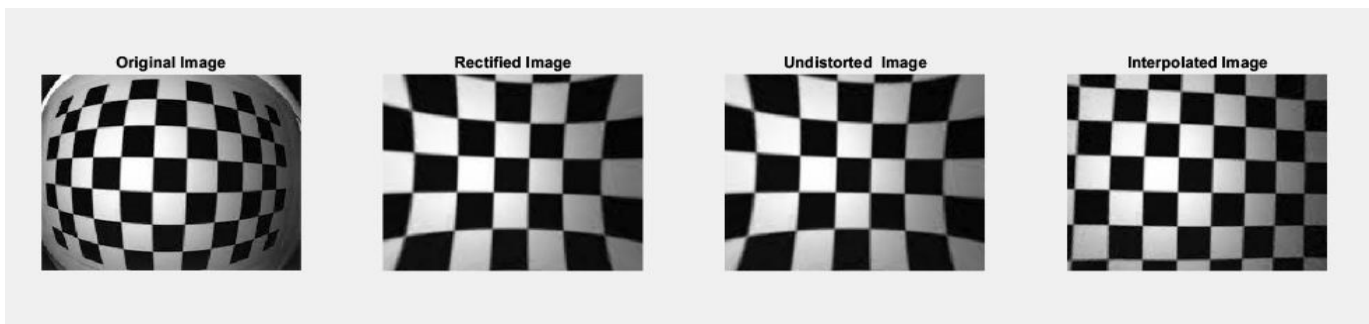 Original Image
Rectified Image
Undistorted  Image
Interpolated Image